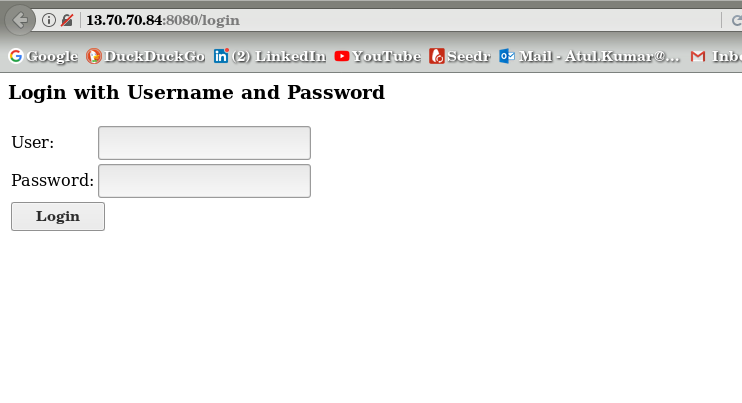 13.70.70.84:8080/login
Google DuckDuckGo (2) LinkedIn YouTube Seedr Mail - Atul.Kumar@... Inb
Login with Username and Password
User:
Password:
Login